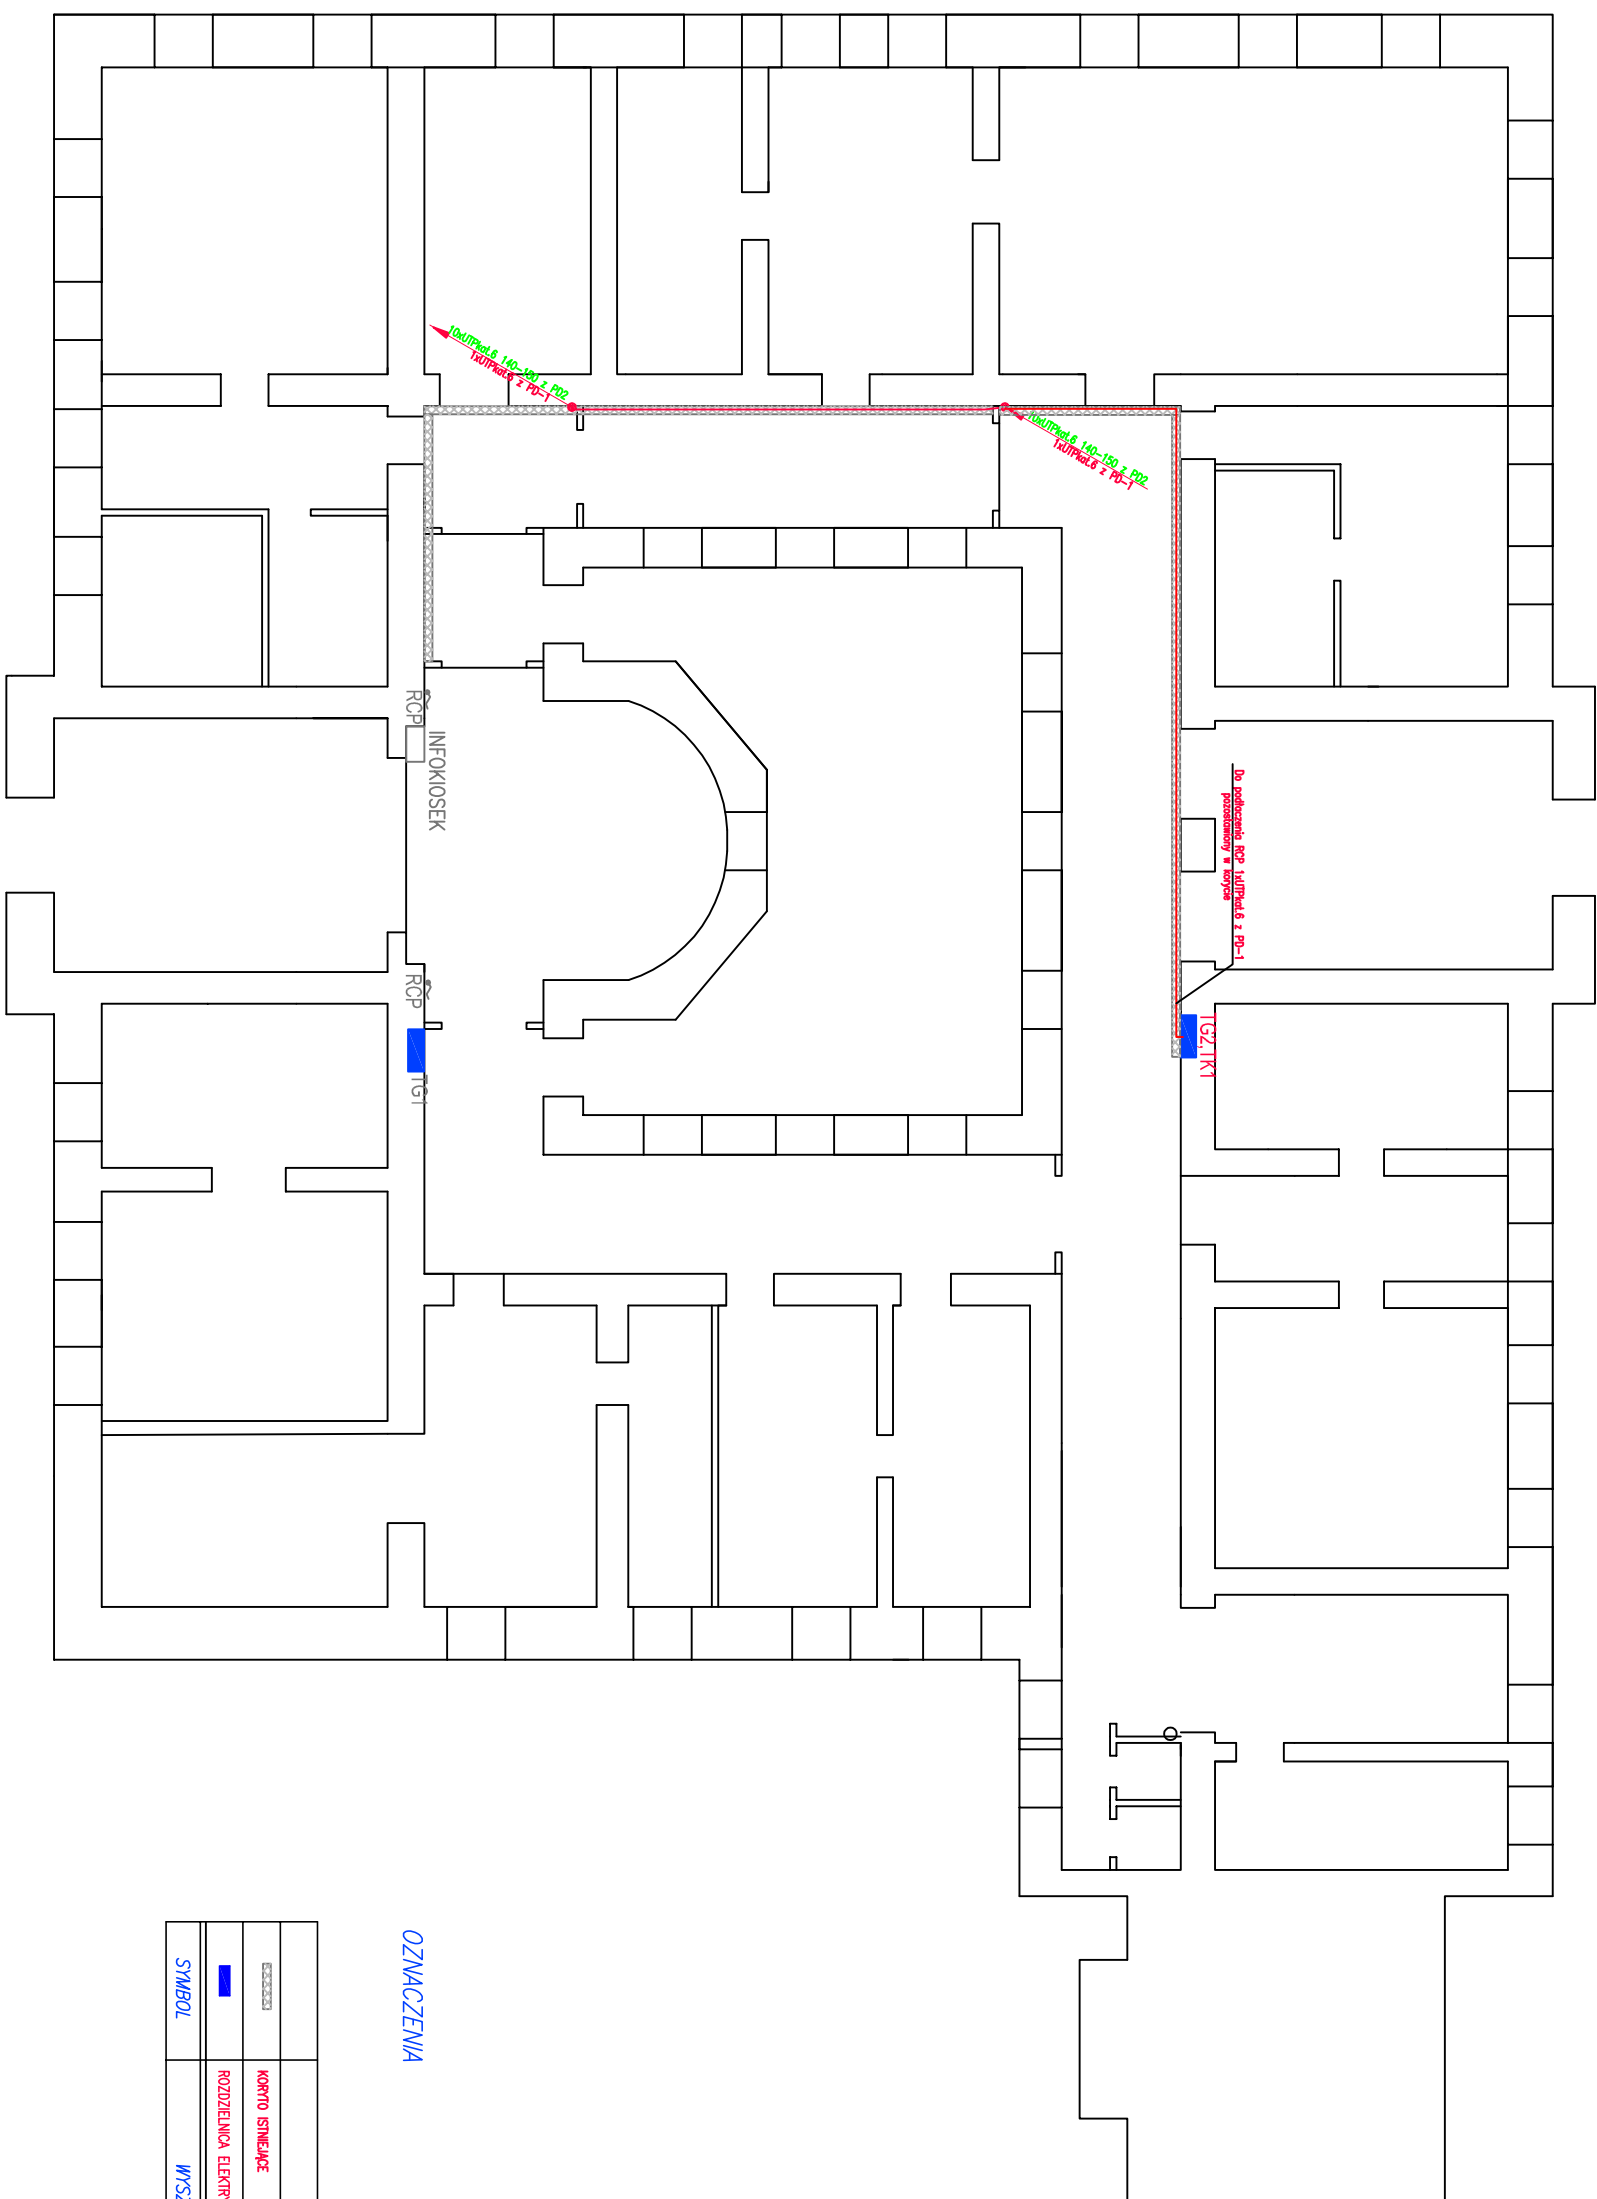 10xUTPkat.6 140-150 z PD2
1xUTPkat.6 z PD-1
10xUTPkat.6 140-150 z PD2
1xUTPkat.6 z PD-1
Do podłączenia RCP 1xUTPkat.6 z PD-1
pozostawiony w korycie
TG2,TK1
RCP
INFOKIOSEK
RCP
TG1
OZNACZENIA
KORYTO ISTNIEJĄCE
ROZDZIELNICA
SYMBOL